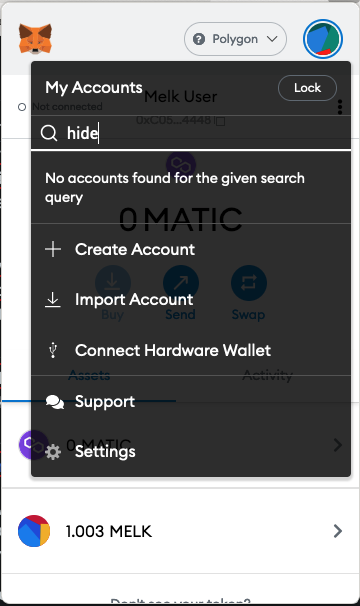 Polygon
My Accounts
Lock
Not connected
Melk User
0xC05...4448
hide
No accounts found for the given search
query
0 MATIC
Create Account
Import Account
Buy
Send
Swap
Connect Hardware Wallet
Assets
Activity
Support
0 MATIC
Settings
1.003 MELK
Don't see your token?